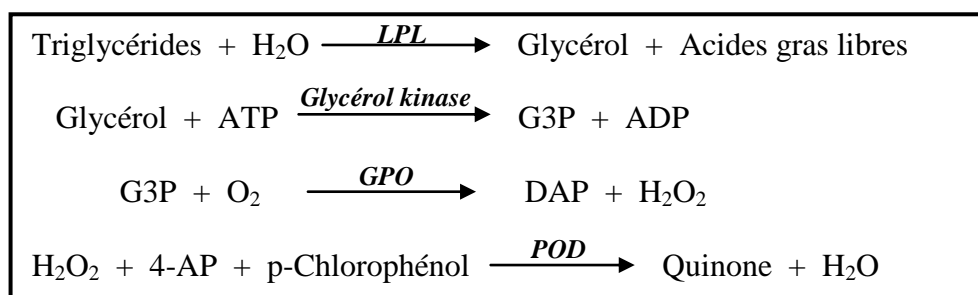 Triglycérides + H₂O LPL Glycérol + Acides gras libres
Glycérol + ATP Glycérol kinase G3P + ADP
G3P + O₂ GPO DAP + H₂O₂
H₂O₂ + 4-AP + p-Chlorophénol POD Quinone + H₂O